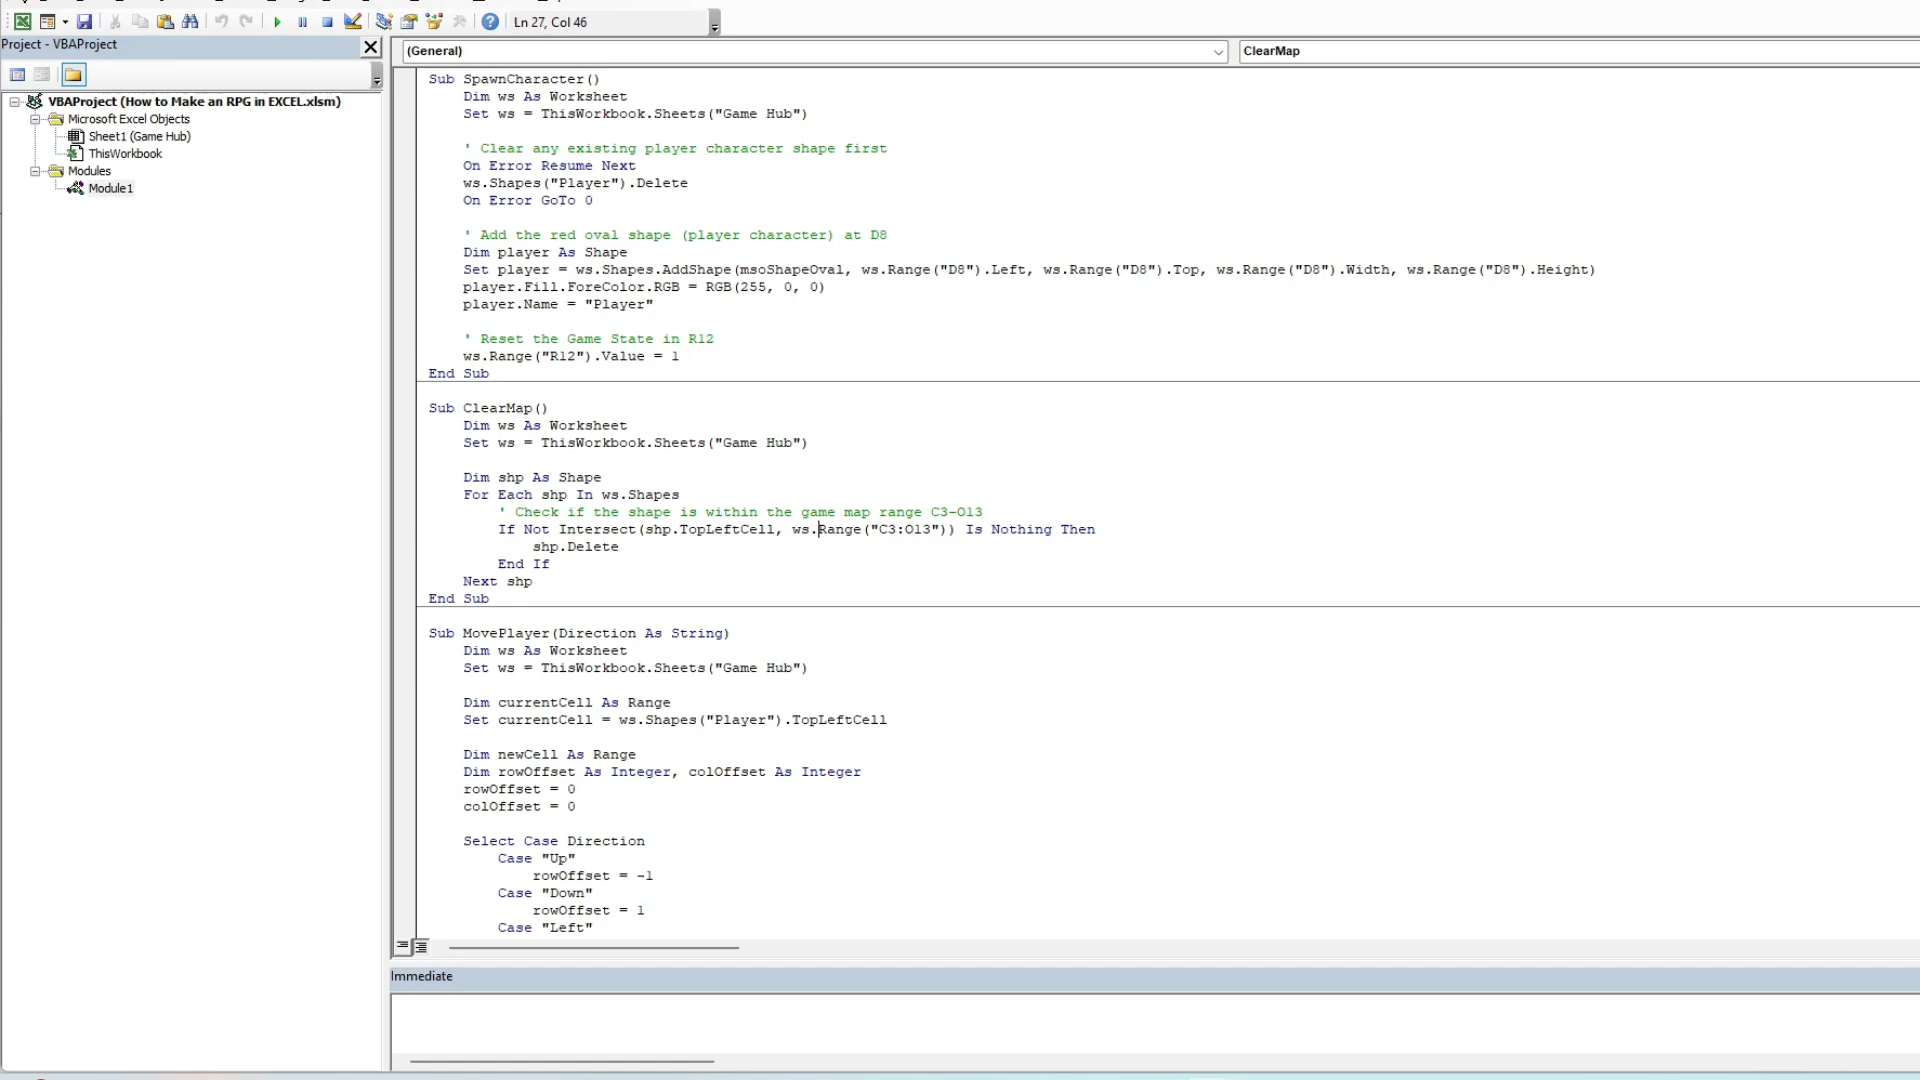 Ln 27, Col 46
Project - VBAProject
(General)
ClearMap
VBAProject (How to Make an RPG in EXCEL.xlsm)
Microsoft Excel Objects
Sheet1 (Game Hub)
ThisWorkbook
Modules
Module1
Sub SpawnCharacter()
Dim ws As Worksheet
Set ws = ThisWorkbook.Sheets("Game Hub")
' Clear any existing player character shape first
On Error Resume Next
ws.Shapes("Player").Delete
On Error GoTo 0
' Add the red oval shape (player character) at D8
Dim player As Shape
Set player = ws.Shapes.AddShape(msoShapeOval, ws.Range("D8").Left, ws.Range("D8").Top, ws.Range("D8").Width, ws.Range("D8").Height)
player.Fill.ForeColor.RGB = RGB(255, 0, 0)
player.Name = "Player"
' Reset the Game State in R12
ws.Range("R12").Value = 1
End Sub
Sub ClearMap()
Dim ws As Worksheet
Set ws = ThisWorkbook.Sheets("Game Hub")
Dim shp As Shape
For Each shp In ws.Shapes
' Check if the shape is within the game map range C3-O13
If Not Intersect(shp.TopLeftCell, ws.Range("C3:O13")) Is Nothing Then
shp.Delete
End If
Next shp
End Sub
Sub MovePlayer(Direction As String)
Dim ws As Worksheet
Set ws = ThisWorkbook.Sheets("Game Hub")
Dim currentCell As Range
Set currentCell = ws.Shapes("Player").TopLeftCell
Dim newCell As Range
Dim rowOffset As Integer, colOffset As Integer
rowOffset = 0
colOffset = 0
Select Case Direction
Case "Up"
rowOffset = -1
Case "Down"
rowOffset = 1
Case "Left"
Immediate